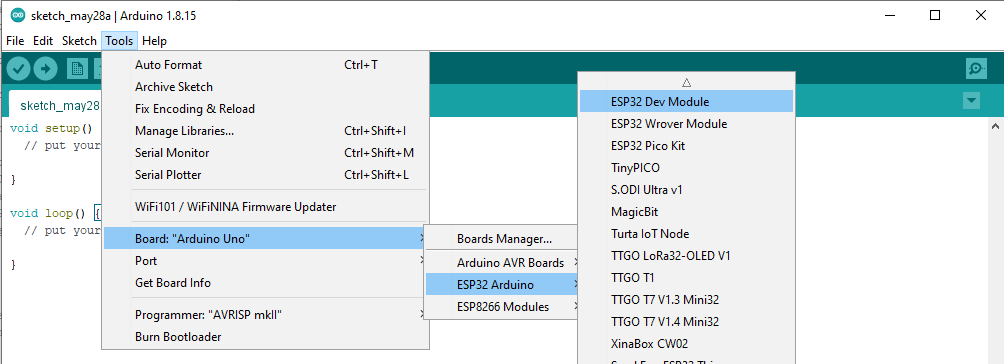 sketch_may28a | Arduino 1.8.15
File Edit Sketch Tools Help
sketch_may28
void setup()
// put your
}
void loop() {
// put your
}
Auto Format Ctrl+T
Archive Sketch
Fix Encoding & Reload
Manage Libraries... Ctrl+Shift+I
Serial Monitor Ctrl+Shift+M
Serial Plotter Ctrl+Shift+L
WiFi101 / WiFiNINA Firmware Updater
Board: "Arduino Uno"
Port
Get Board Info
Programmer: "AVRISP mkII"
Burn Bootloader
Boards Manager...
Arduino AVR Boards
ESP32 Arduino
ESP8266 Modules
ESP32 Dev Module
ESP32 Wrover Module
ESP32 Pico Kit
TinyPICO
S.ODI Ultra v1
MagicBit
Turta IoT Node
TTGO LoRa32-OLED V1
TTGO T1
TTGO T7 V1.3 Mini32
TTGO T7 V1.4 Mini32
XinaBox CW02